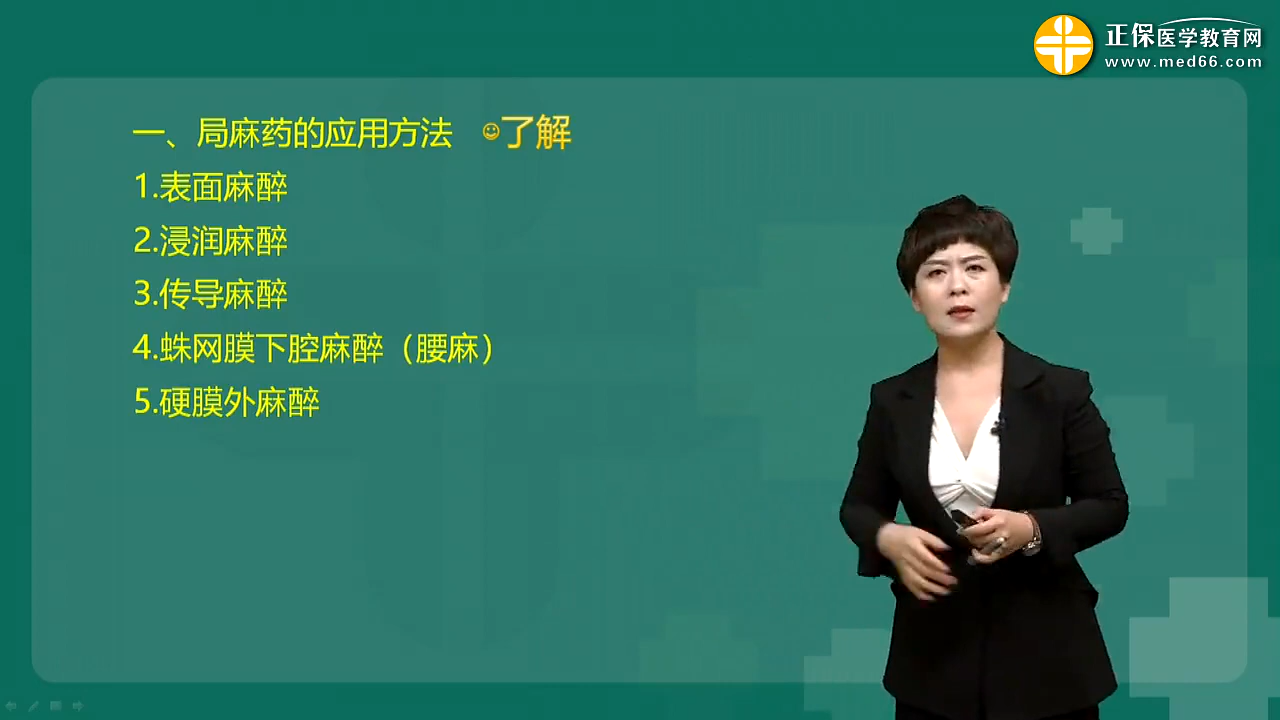 正保医学教育网
www.med66.com
一、局麻药的应用方法 了解
1.表面麻醉
2.浸润麻醉
3.传导麻醉
4.蛛网膜下腔麻醉（腰麻）
5.硬膜外麻醉